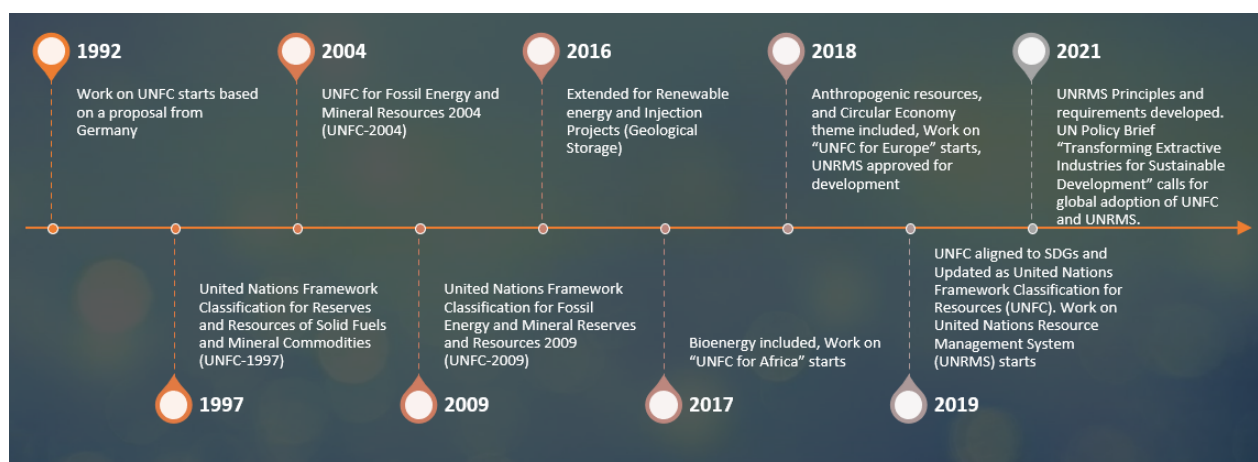 1992
Work on UNFC starts based
on a proposal from
Germany
2004
UNFC for Fossil Energy and
Mineral Resources 2004
(UNFC-2004)
2016
Extended for Renewable
energy and Injection
Projects (Geological
Storage)
2018
Anthropogenic resources,
and Circular Economy
theme included, Work on
“UNFC for Europe” starts,
UNRMS approved for
development
2021
UNRMS Principles and
requirements developed.
UN Policy Brief
“Transforming Extractive
Industries for Sustainable
Development” calls for
global adoption of UNFC
and UNRMS.
United Nations Framework
Classification for Reserves
and Resources of Solid Fuels
and Mineral Commodities
(UNFC-1997)
1997
United Nations Framework
Classification for Fossil
Energy and Mineral Reserves
and Resources 2009
(UNFC-2009)
2009
Bioenergy included, Work on
“UNFC for Africa” starts
2017
UNFC aligned to SDGs and
Updated as United Nations
Framework Classification for
Resources (UNFC). Work on
United Nations Resource
Management System
(UNRMS) starts
2019